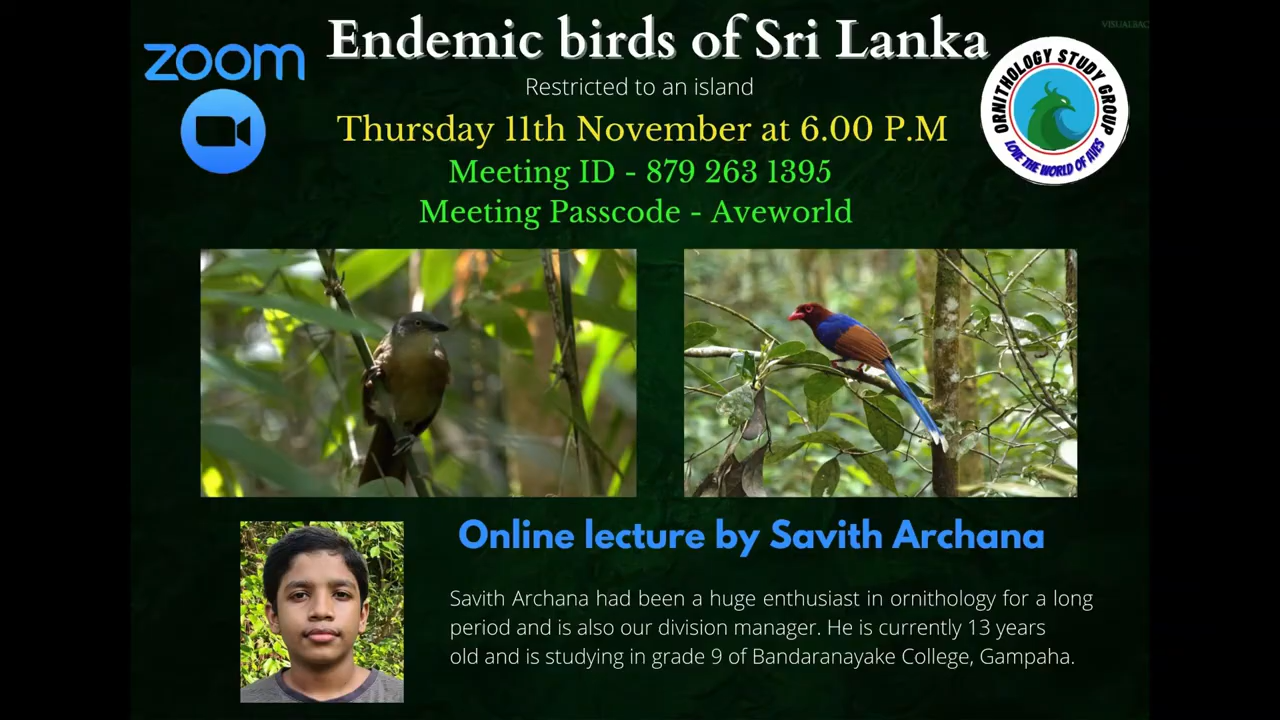 VISUALBAC
zoom
Endemic birds of Sri Lanka
Restricted to an island
Thursday 11th November at 6.00 P.M
Meeting ID - 879 263 1395
Meeting Passcode - Aveworld
ORNITHOLOGY STUDY GROUP
LOVE THE WORLD OF AVES
Online lecture by Savith Archana
Savith Archana had been a huge enthusiast in ornithology for a long
period and is also our division manager. He is currently 13 years
old and is studying in grade 9 of Bandaranayake College, Gampaha.